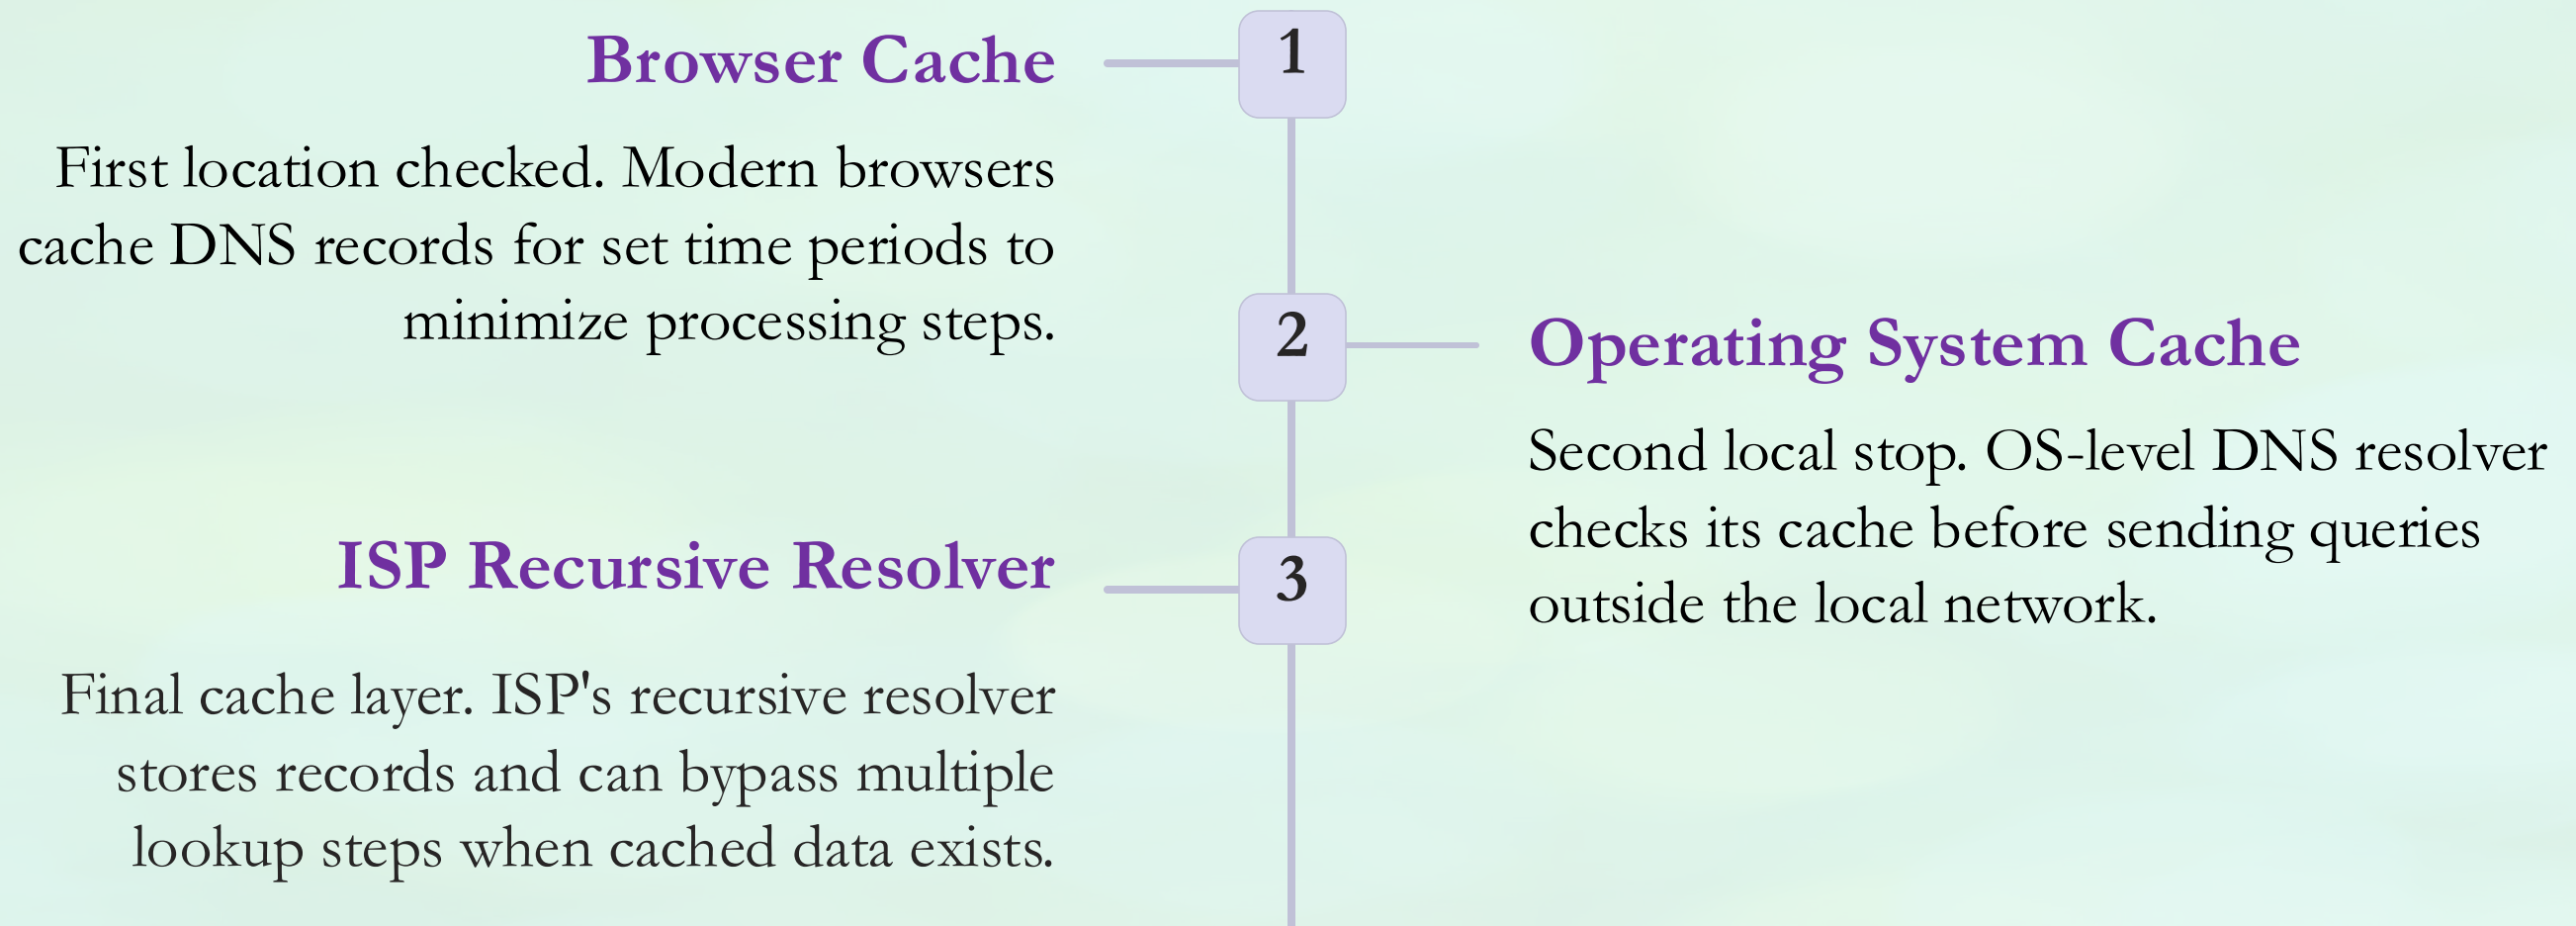 1
Browser Cache
First location checked. Modern browsers
cache DNS records for set time periods to
minimize processing steps.
2
Operating System Cache
Second local stop. OS-level DNS resolver
checks its cache before sending queries
outside the local network.
3
ISP Recursive Resolver
Final cache layer. ISP's recursive resolver
stores records and can bypass multiple
lookup steps when cached data exists.